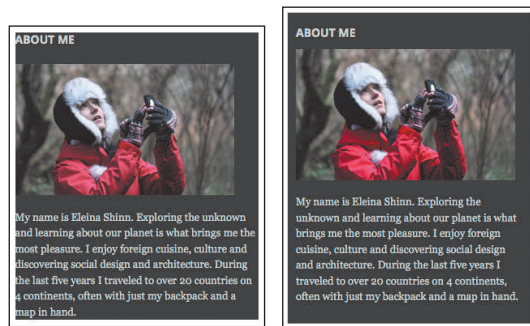 ABOUT ME
My name is Eleina Shinn. Exploring the unknown
and learning about our planet is what brings me the
most pleasure. I enjoy foreign cuisine, culture and
discovering social design and architecture. During
the last five years I traveled to over 20 countries on
4 continents, often with just my backpack and a
map in hand.
ABOUT ME
My name is Eleina Shinn. Exploring the
unknown and learning about our planet is what
brings me the most pleasure. I enjoy foreign
cuisine, culture and discovering social design
and architecture. During the last five years I
traveled to over 20 countries on 4 continents,
often with just my backpack and a map in hand.